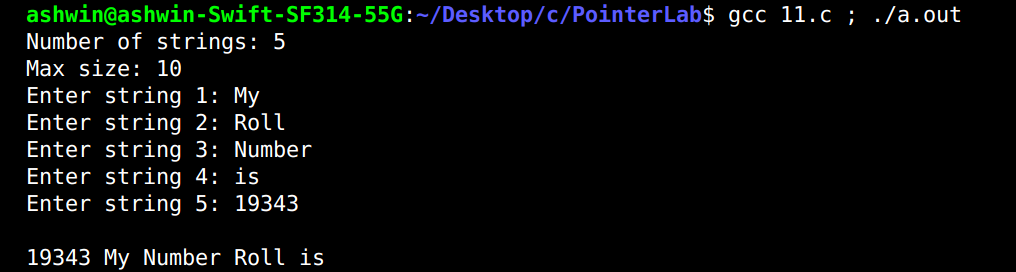 ashwin@ashwin-Swift-SF314-55G:~/Desktop/c/PointerLab$ gcc 11.c ; ./a.out
Number of strings: 5
Max size: 10
Enter string 1: My
Enter string 2: Roll
Enter string 3: Number
Enter string 4: is
Enter string 5: 19343

19343 My Number Roll is